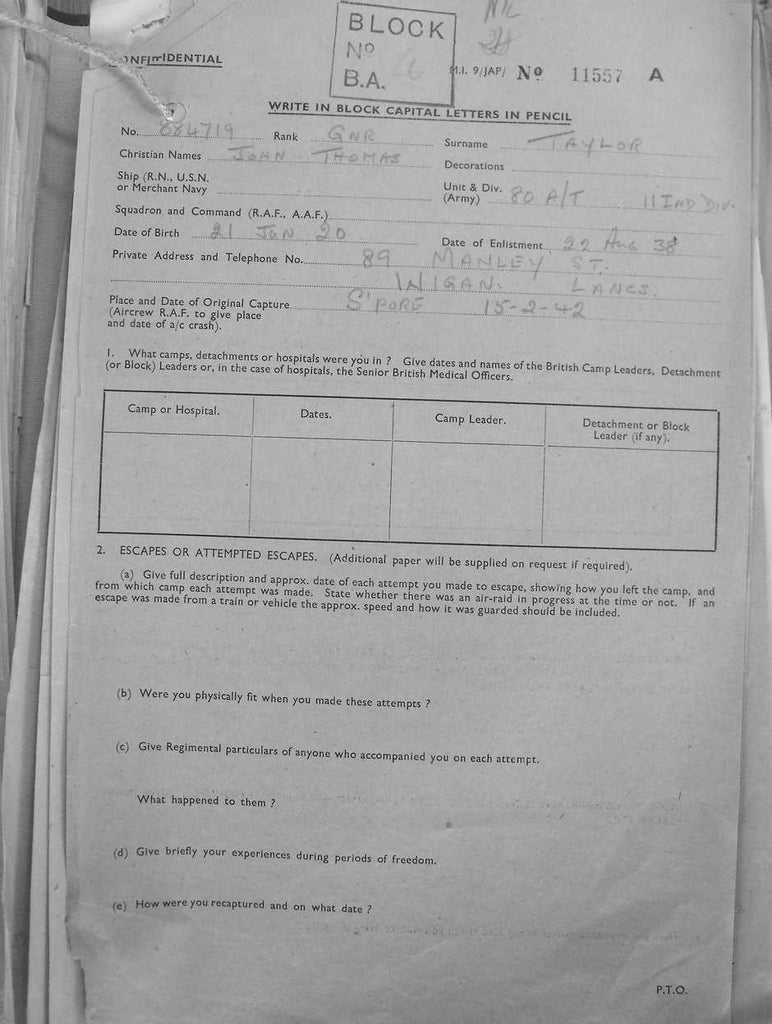 BLOCK
No
B.A.
CONFIDENTIAL
M.I. 9/JAP/ No 11557 A
WRITE IN BLOCK CAPITAL LETTERS IN PENCIL
No. 884719 Rank GNR Surname TAYLOR
Christian Names JOHN THOMAS Decorations
Ship (R.N., U.S.N. or Merchant Navy
Unit & Div. (Army) 80 A/T 11 IND DIV.
Squadron and Command (R.A.F., A.A.F.)
Date of Birth 21 JUN 20 Date of Enlistment 22 AUG 38
Private Address and Telephone No. 89 MANLEY ST.
WIGAN. LANCS.
Place and Date of Original Capture S'PORE 15-2-42
(Aircrew R.A.F. to give place
and date of a/c crash).
1. What camps, detachments or hospitals were you in ? Give dates and names of the British Camp Leaders, Detachment
(or Block) Leaders or, in the case of hospitals, the Senior British Medical Officers.
Camp or Hospital. Dates. Camp Leader. Detachment or Block
Leader (if any).
2. ESCAPES OR ATTEMPTED ESCAPES. (Additional paper will be supplied on request if required).
(a) Give full description and approx. date of each attempt you made to escape, showing how you left the camp, and
from which camp each attempt was made. State whether there was an air-raid in progress at the time or not. If an
escape was made from a train or vehicle the approx. speed and how it was guarded should be included.
(b) Were you physically fit when you made these attempts ?
(c) Give Regimental particulars of anyone who accompanied you on each attempt.
What happened to them ?
(d) Give briefly your experiences during periods of freedom.
(e) How were you recaptured and on what date ?
P.T.O.